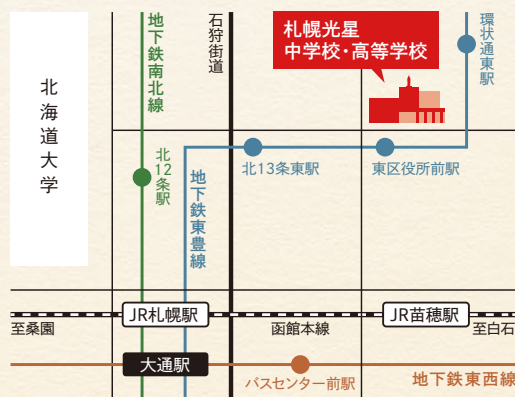 地下鉄南北線
石狩街道
札幌光星
中学校・高等学校
環状通東駅
北海道大学
北12条駅
地下鉄東豊線
北13条東駅
東区役所前駅
JR札幌駅
JR苗穂駅
至桑園
函館本線
至白石
大通駅
バスセンター前駅
地下鉄東西線